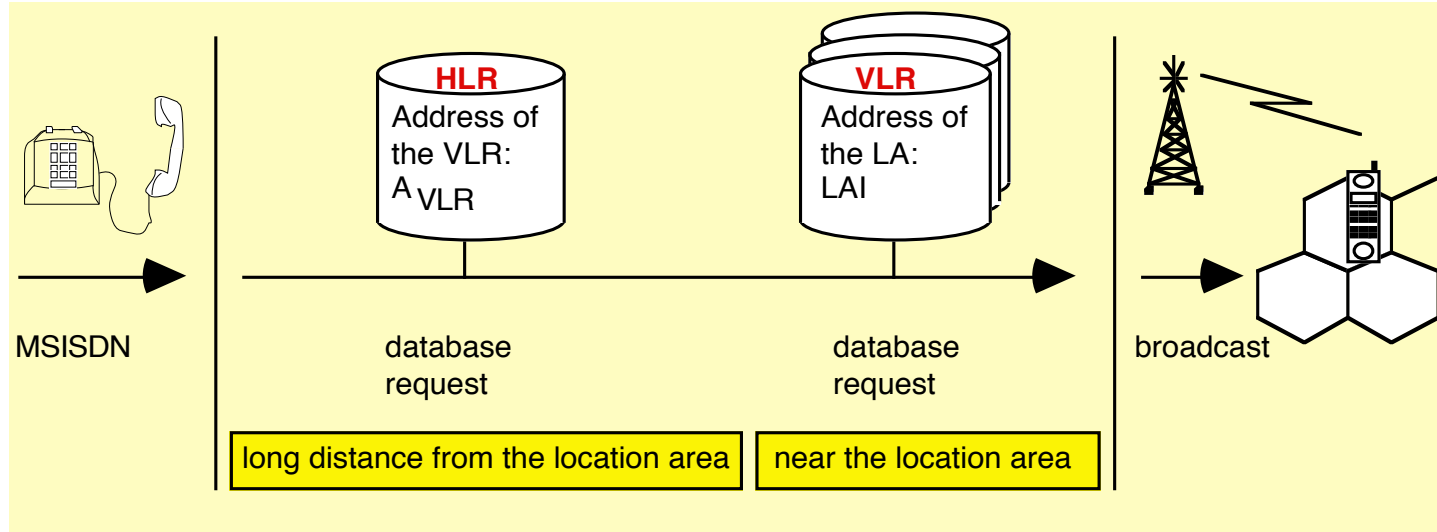 HLR
Address of
the VLR:
A VLR
VLR
Address of
the LA:
LAI
MSISDN
database
request
database
request
broadcast
long distance from the location area
near the location area